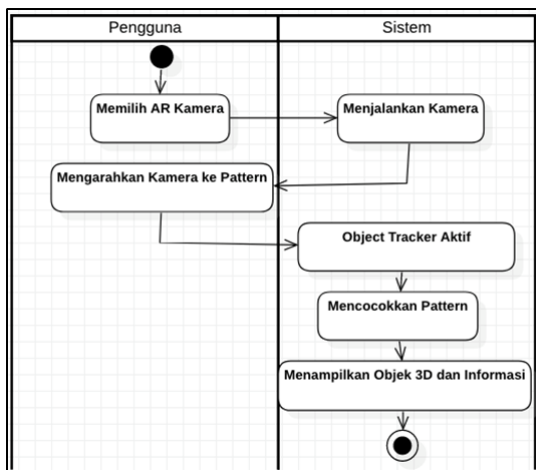 Pengguna
Sistem
Memilih AR Kamera
Menjalankan Kamera
Mengarahkan Kamera ke Pattern
Object Tracker Aktif
Mencocokkan Pattern
Menampilkan Objek 3D dan Informasi